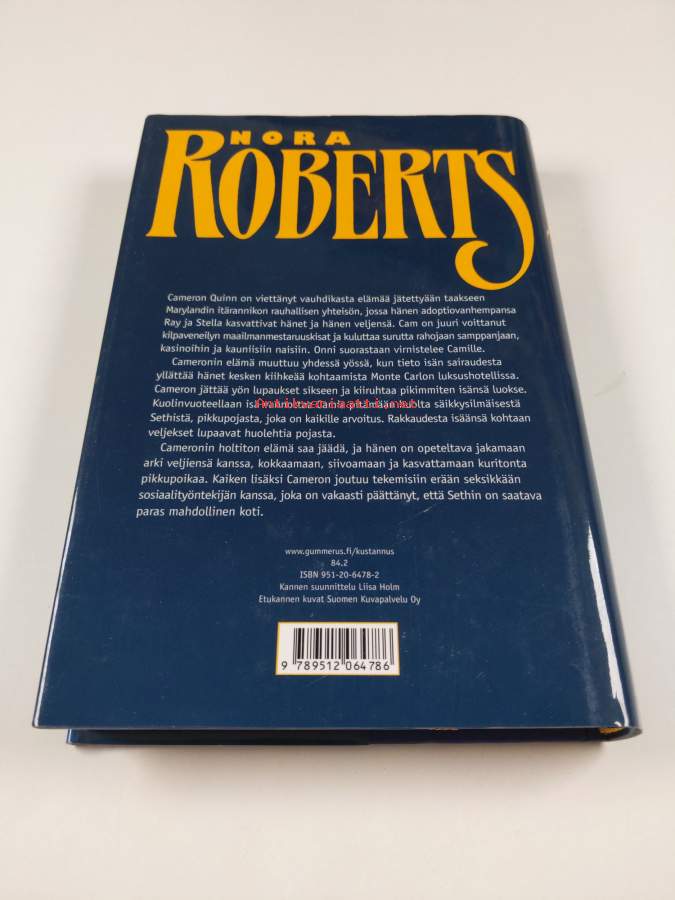 NORA
ROBERTS
Cameron Quinn on viettänyt vauhdikasta elämää jätettyään taakseen
Marylandin itärannikon rauhallisen yhteisön, jossa hänen adoptiovanhempansa
Ray ja Stella kasvattivat hänet ja hänen veljensä. Cam on juuri voittanut
kilpaveneilyn maailmanmestaruuskisat ja kuluttaa surutta rahojaan samppanjaan,
kasinoihin ja kauniisiin naisiin. Onni suorastaan virnistelee Camille.
Cameronin elämä muuttuu yhdessä yössä, kun tieto isän sairaudesta
yllättää hänet kesken kiihkeää kohtaamista Monte Carlon luksushotellissa.
Cameron jättää yön lupaukset sikseen ja kiiruhtaa pikimmiten isänsä luokse.
Kuolinvuoteellaan isä huolta säikkysilmäisestä
Antikvariaatti.net
Sethistä, pikkupojasta, joka on kaikille arvoitus. Rakkaudesta isäänsä kohtaan
veljekset lupaavat huolehtia pojasta.
Cameronin holtiton elämä saa jäädä, ja hänen on opeteltava jakamaan
arki veljiensä kanssa, kokkaamaan, siivoamaan ja kasvattamaan kuritonta
pikkupoikaa. Kaiken lisäksi Cameron joutuu tekemisiin erään seksikkään
sosiaalityöntekijän kanssa, joka on vakaasti päättänyt, että Sethin on saatava
paras mahdollinen koti.
www.gummerus.fi/kustannus
84.2
ISBN 951-20-6478-2
Kannen suunnittelu Liisa Holm
Etukannen kuvat Suomen Kuvapalvelu Oy
9 789512 064786